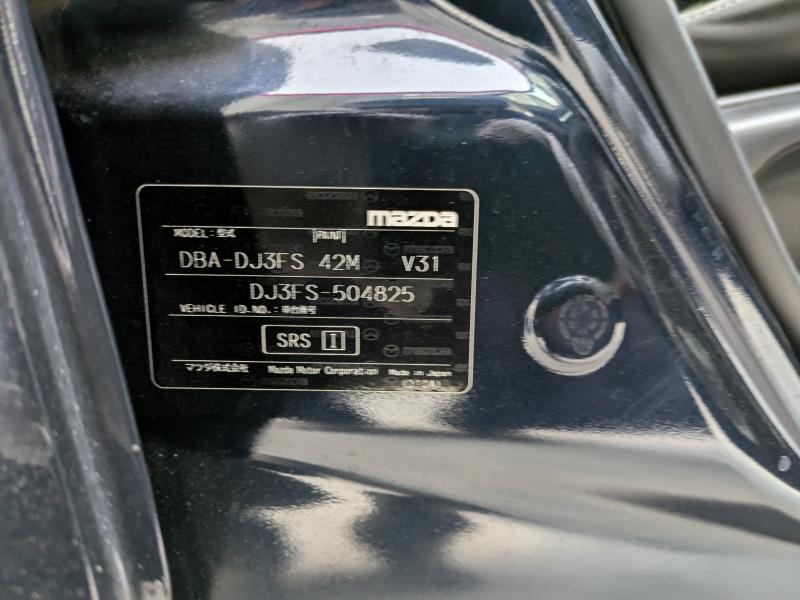 mazda
MODEL:型式 PAINT
DBA-DJ3FS 42M V31
DJ3FS-504825
VEHICLE ID.NO.:車台番号
SRS I
マツダ株式会社 Mazda Motor Corporation Made in Japan